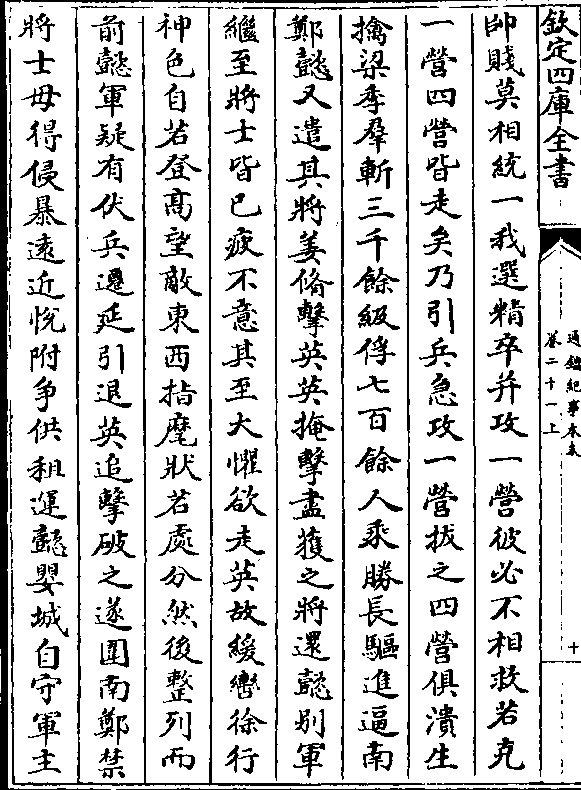 欽定四庫全書
通鑑紀事本末
卷二十一上
十
帥賤莫相統一我選精卒并攻一營彼必不相救若克
一營四營皆走矣乃引兵急攻一營拔之四營俱潰生
擒梁季羣斬三千餘級俘七百餘人乘勝長驅進逼南
鄭懿又遣其將姜脩擊英英掩擊盡獲之將還懿别軍
繼至將士皆已疲不意其至大懼欲走英故緩轡徐行
神色自若登髙望敵東西指麾狀若處分然後整列而
前懿軍疑有伏兵遷延引退英追擊破之遂圍南鄭禁
將士毋得侵暴遠近悅附争供租運懿嬰城自守軍主